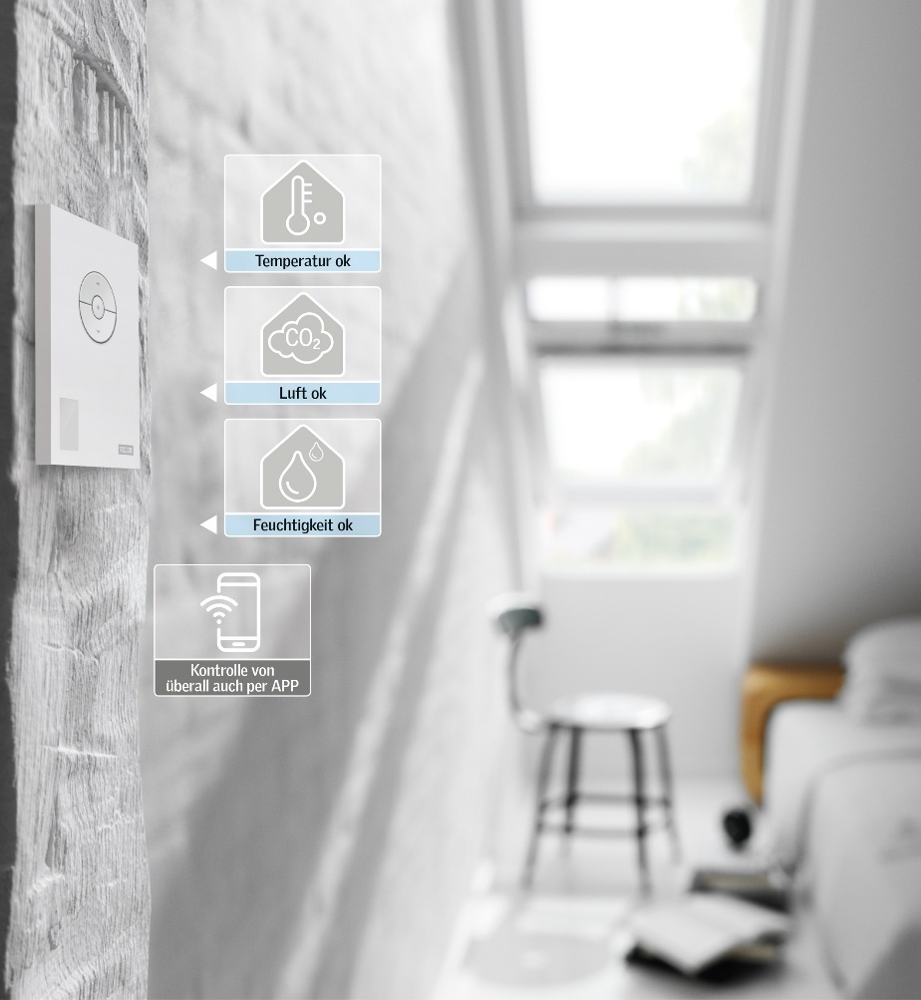 Temperatur ok
CO₂
Luft ok
Feuchtigkeit ok
Kontrolle von
überall auch per APP